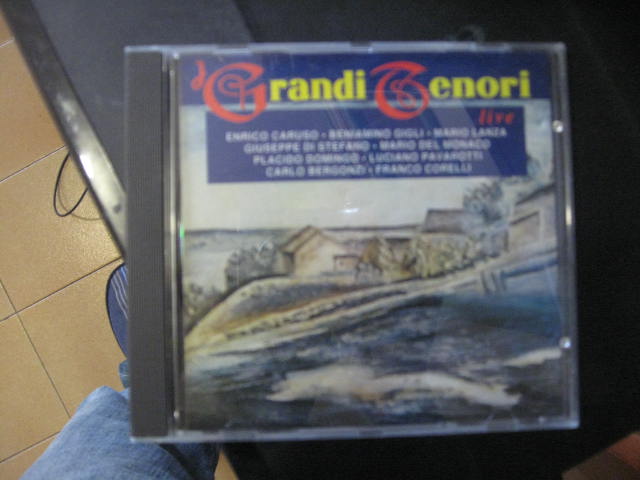 i Grandi Tenori
live
ENRICO CARUSO • BENIAMINO GIGLI • MARIO LANZA
GIUSEPPE DI STEFANO • MARIO DEL MONACO
PLACIDO DOMINGO • LUCIANO PAVAROTTI
CARLO BERGONZI • FRANCO CORELLI